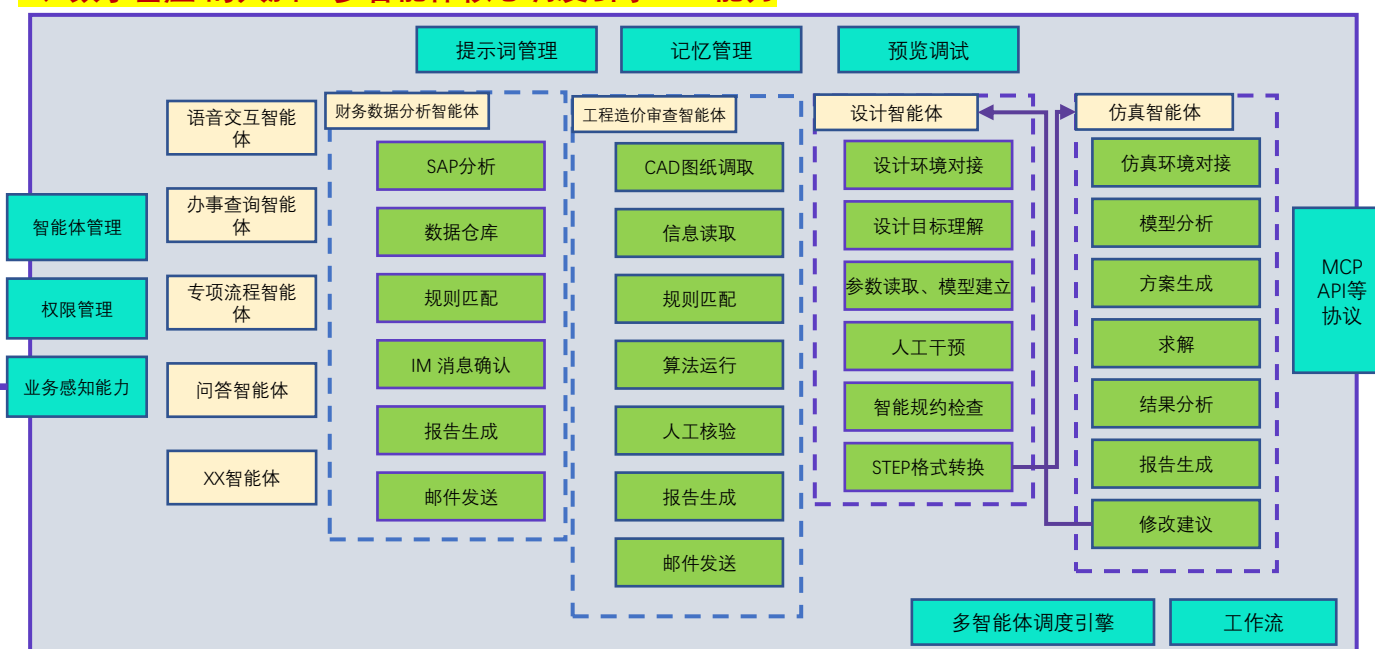 提示词管理
记忆管理
预览调试
语音交互智能
体
办事查询智能
体
专项流程智能
体
问答智能体
XX智能体
智能体管理
权限管理
业务感知能力
财务数据分析智能体
SAP分析
数据仓库
规则匹配
IM 消息确认
报告生成
邮件发送
工程造价审查智能体
CAD图纸调取
信息读取
规则匹配
算法运行
人工核验
报告生成
邮件发送
设计智能体
设计环境对接
设计目标理解
参数读取、模型建立
人工干预
智能规约检查
STEP格式转换
仿真智能体
仿真环境对接
模型分析
方案生成
求解
结果分析
报告生成
修改建议
MCP
API等
协议
多智能体调度引擎
工作流